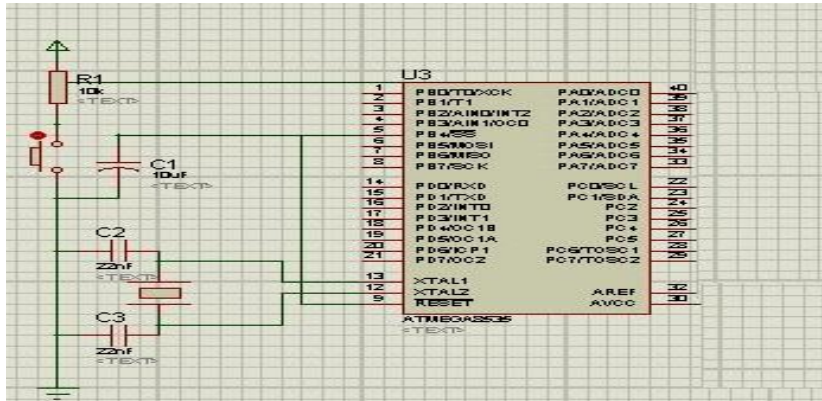 U3
R1
10k
<TEXT>
C1
10uF
<TEXT>
C2
22nF
<TEXT>
C3
22nF
<TEXT>
1 PB0/T0/XCK PA0/ADC0 40
2 PB1/T1 PA1/ADC1 39
3 PB2/AIN0/INT2 PA2/ADC2 38
4 PB3/AIN1/OC0 PA3/ADC3 37
5 PB4/SS PA4/ADC4 36
6 PB5/MOSI PA5/ADC5 35
7 PB6/MISO PA6/ADC6 34
8 PB7/SCK PA7/ADC7 33
14 PD0/RXD PC0/SCL 22
15 PD1/TXD PC1/SDA 23
16 PD2/INT0 PC2 24
17 PD3/INT1 PC3 25
18 PD4/OC1B PC4 26
19 PD5/OC1A PC5 27
20 PD6/ICP1 PC6/TOSC1 28
21 PD7/OC2 PC7/TOSC2 29
13 XTAL1
12 XTAL2 AREF 32
9 RESET AVCC 30
ATMEGA8535
<TEXT>